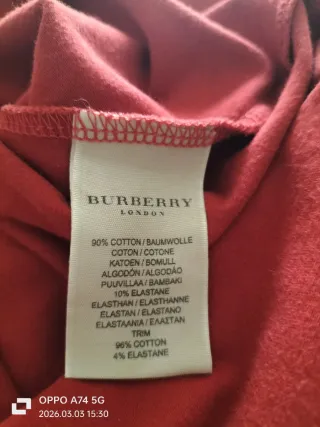 BURBERRY
LONDON
90% COTTON / BAUMWOLLE
COTON / COTONE
KATOEN / BOMULL
ALGODÓN / ALGODÃO
PUUVILLAA / BAMBAKI
10% ELASTANE
ELASTHAN / ELASTHANNE
ELASTAN / ELASTANO
ELASTAANIA / ΕΛΑΣΤΑΝ
TRIM
96% COTTON
4% ELASTANE
OPPO A74 5G
2026.03.03 15:30